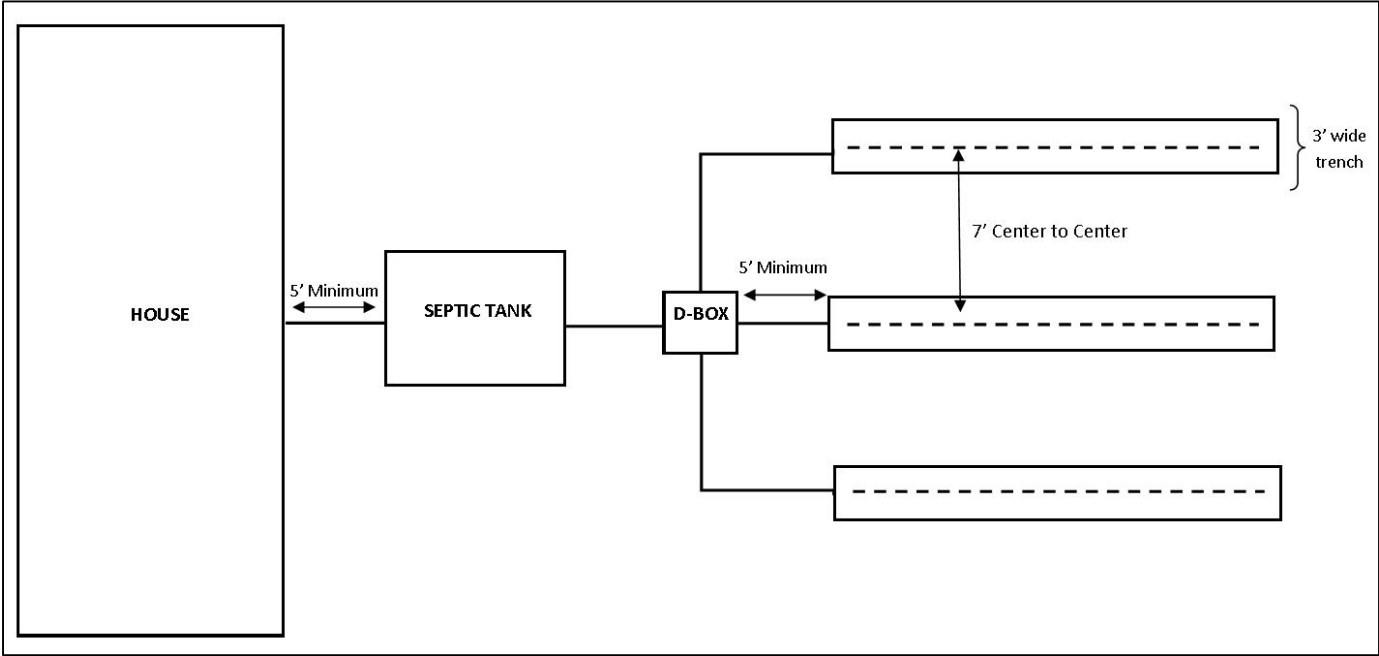 3’ wide
trench
7’ Center to Center
5’ Minimum
5’ Minimum
HOUSE
SEPTIC TANK
D-BOX